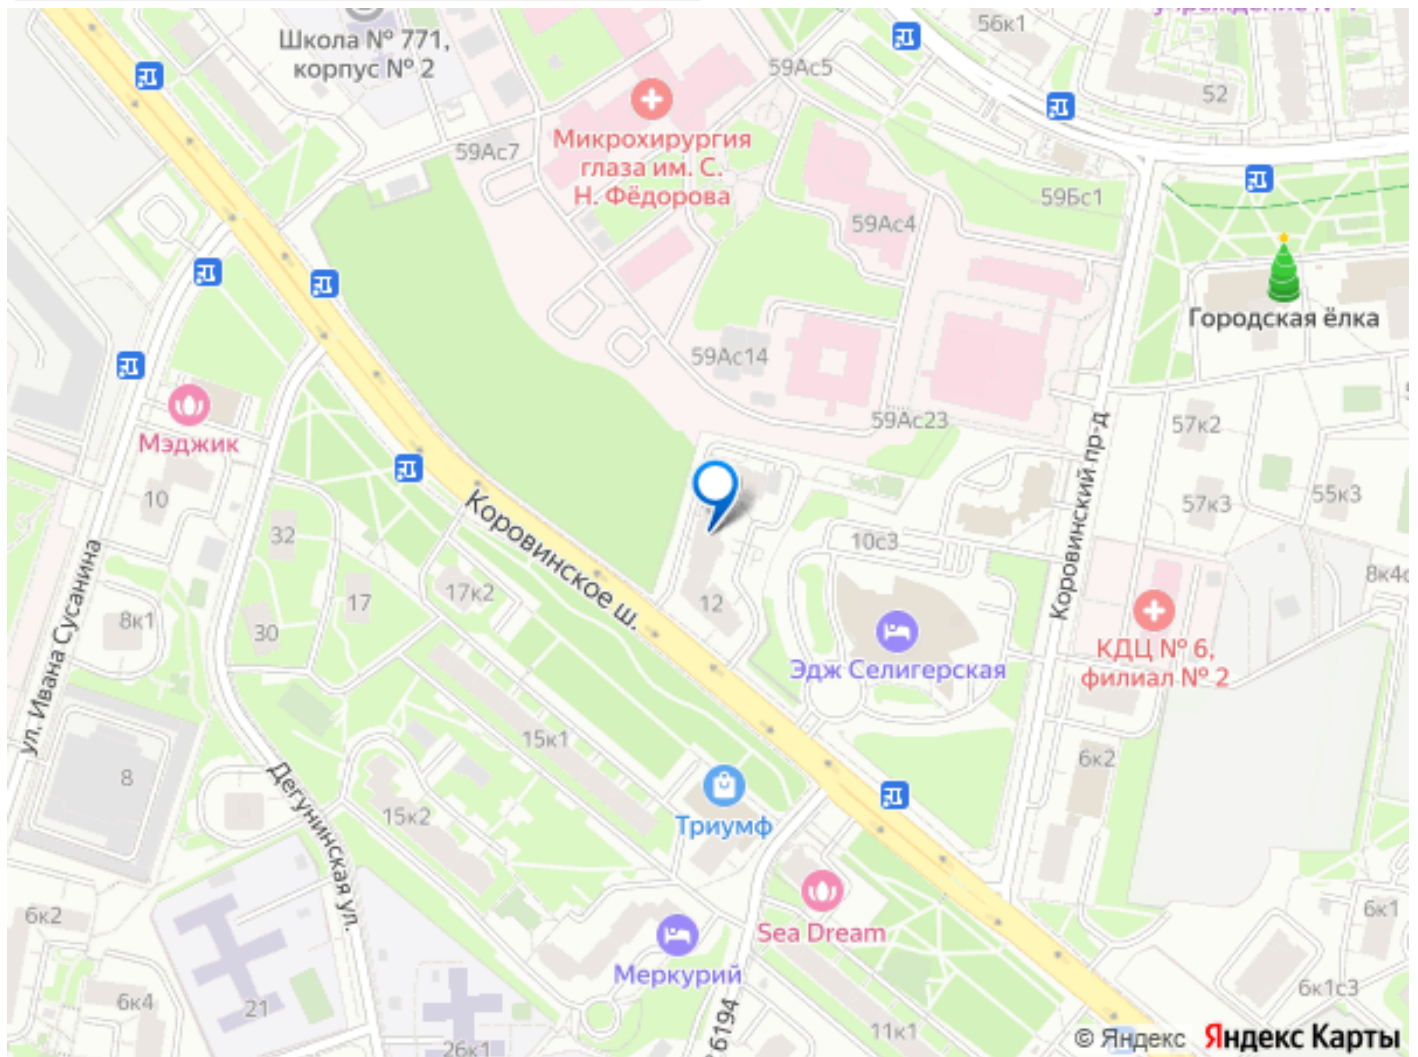 56к1
Школа № 771,
корпус № 2
59Ас5
52
Микрохирургия
глаза им. С.
Н. Фёдорова
59Ас7
59Бс1
59Ас4
Городская ёлка
59Ас14
Мэджик
59Ас23
57к2
10
57к3
55к3
Коровинский пр-д
Коровинское ш.
32
10с3
ул. Ивана Сусанина
17к2
17
12
8к1
30
КДЦ № 6,
филиал № 2
Эдж Селигерская
15к1
6к2
8
Дегунинская ул.
15к2
Триумф
6к2
6к1
Sea Dream
Меркурий
6к4
21
6к1с3
11к1
6194
26к1
© Яндекс Яндекс Карты